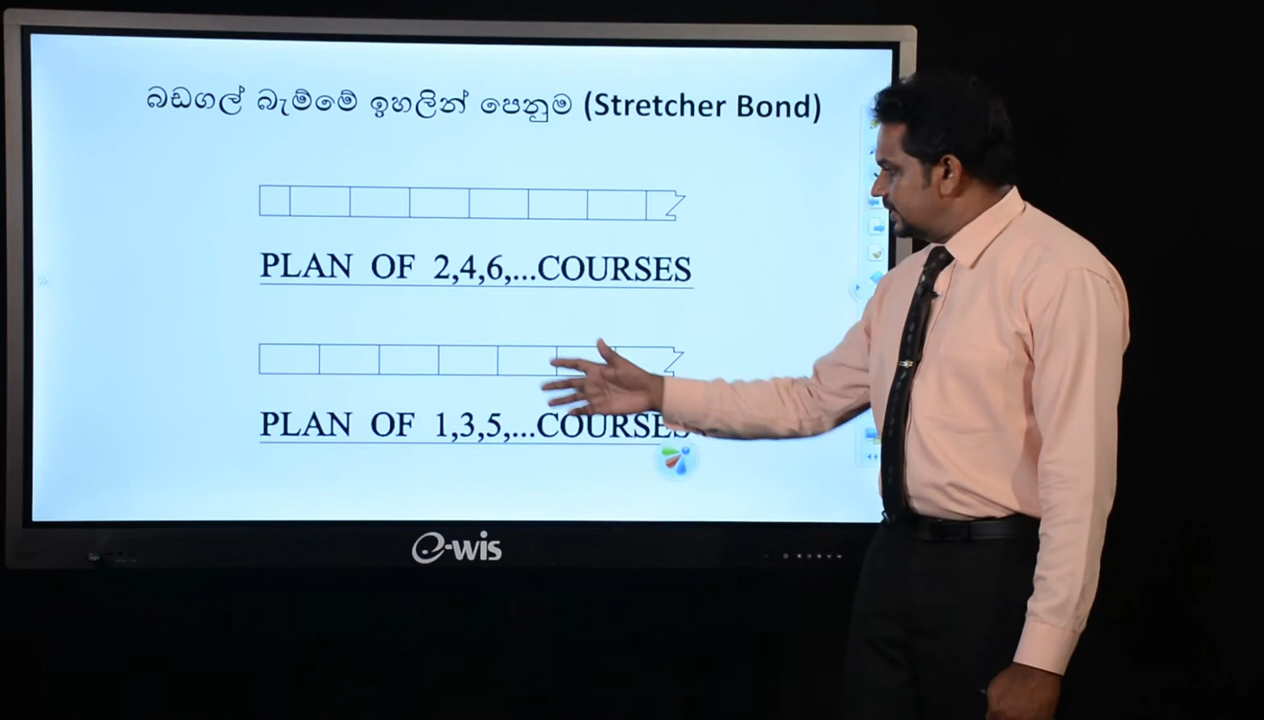 බඩගල් බැම්මේ ඉහලින් පෙනුම (Stretcher Bond)
PLAN OF 2,4,6,...COURSES
PLAN OF 1,3,5,...COURSES
e-wis